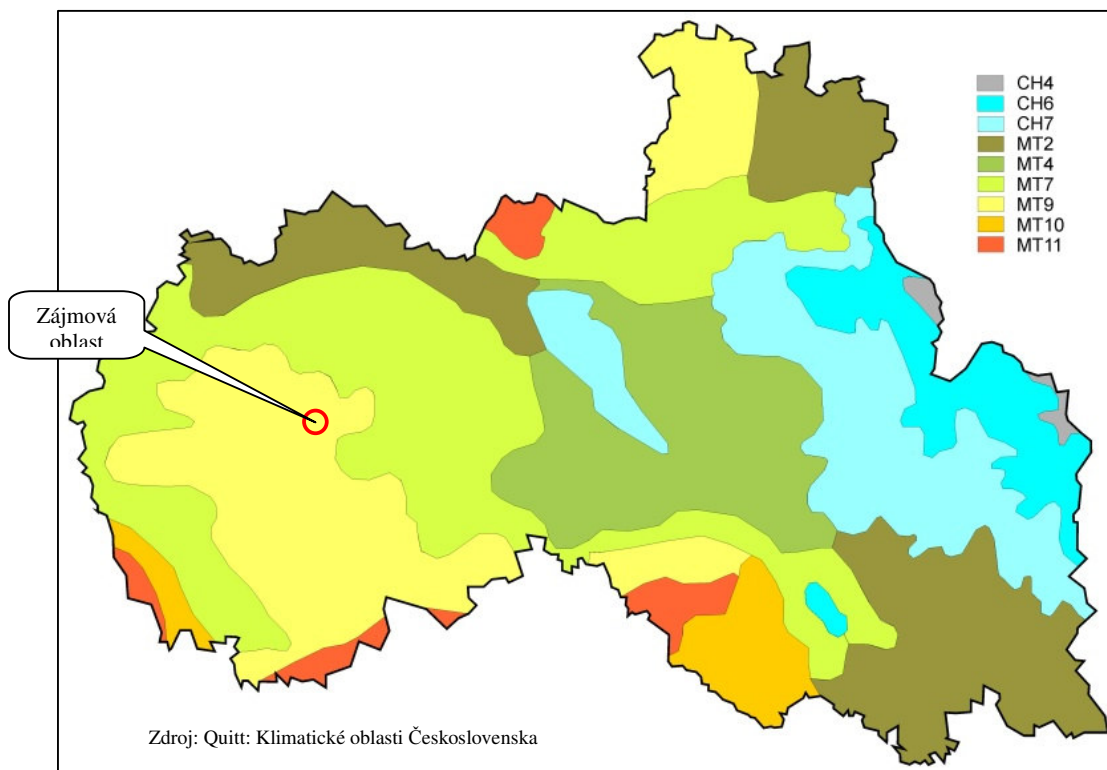 CH4
CH6
CH7
MT2
MT4
MT7
MT9
MT10
MT11
Zájmová
oblast
Zdroj: Quitt: Klimatické oblasti Československa